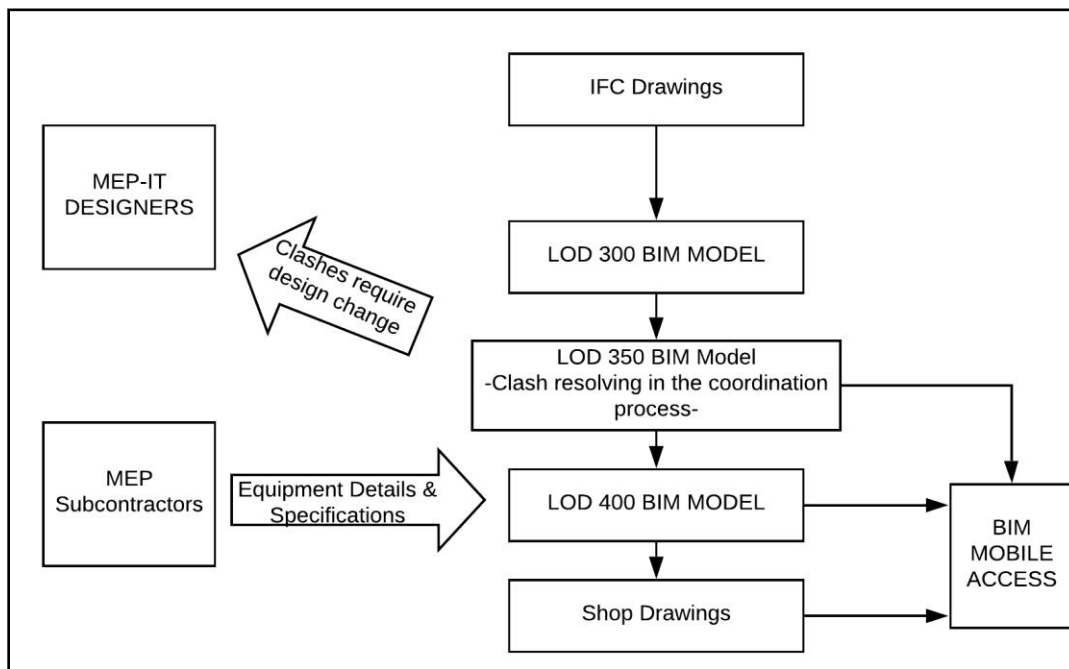 IFC Drawings
MEP-IT
DESIGNERS
Clashes require
design change
LOD 300 BIM MODEL
LOD 350 BIM Model
-Clash resolving in the coordination
process-
MEP
Subcontractors
Equipment Details &
Specifications
LOD 400 BIM MODEL
BIM
MOBILE
ACCESS
Shop Drawings